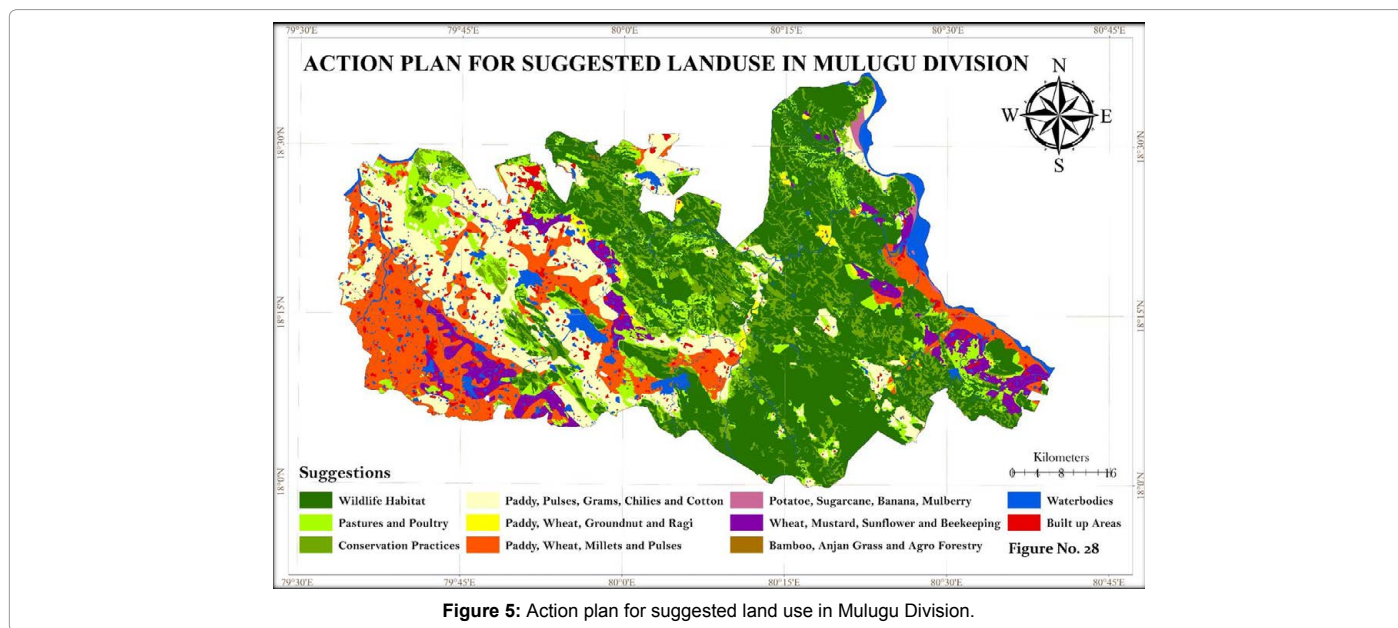 79°30'E 79°45'E 80°0'E 80°15'E 80°30'E 80°45'E
ACTION PLAN FOR SUGGESTED LANDUSE IN MULUGU DIVISION
N
W E
S
18°30'N 18°30'N
18°15'N 18°15'N
18°0'N 18°0'N
Kilometers
0 4 8 16
Suggestions
Wildlife Habitat
Pastures and Poultry
Conservation Practices
Paddy, Pulses, Grams, Chilies and Cotton
Paddy, Wheat, Groundnut and Ragi
Paddy, Wheat, Millets and Pulses
Potatoe, Sugarcane, Banana, Mulberry
Wheat, Mustard, Sunflower and Beekeeping
Bamboo, Anjan Grass and Agro Forestry
Waterbodies
Built up Areas
Figure No. 28
79°30'E 79°45'E 80°0'E 80°15'E 80°30'E 80°45'E
Figure 5: Action plan for suggested land use in Mulugu Division.